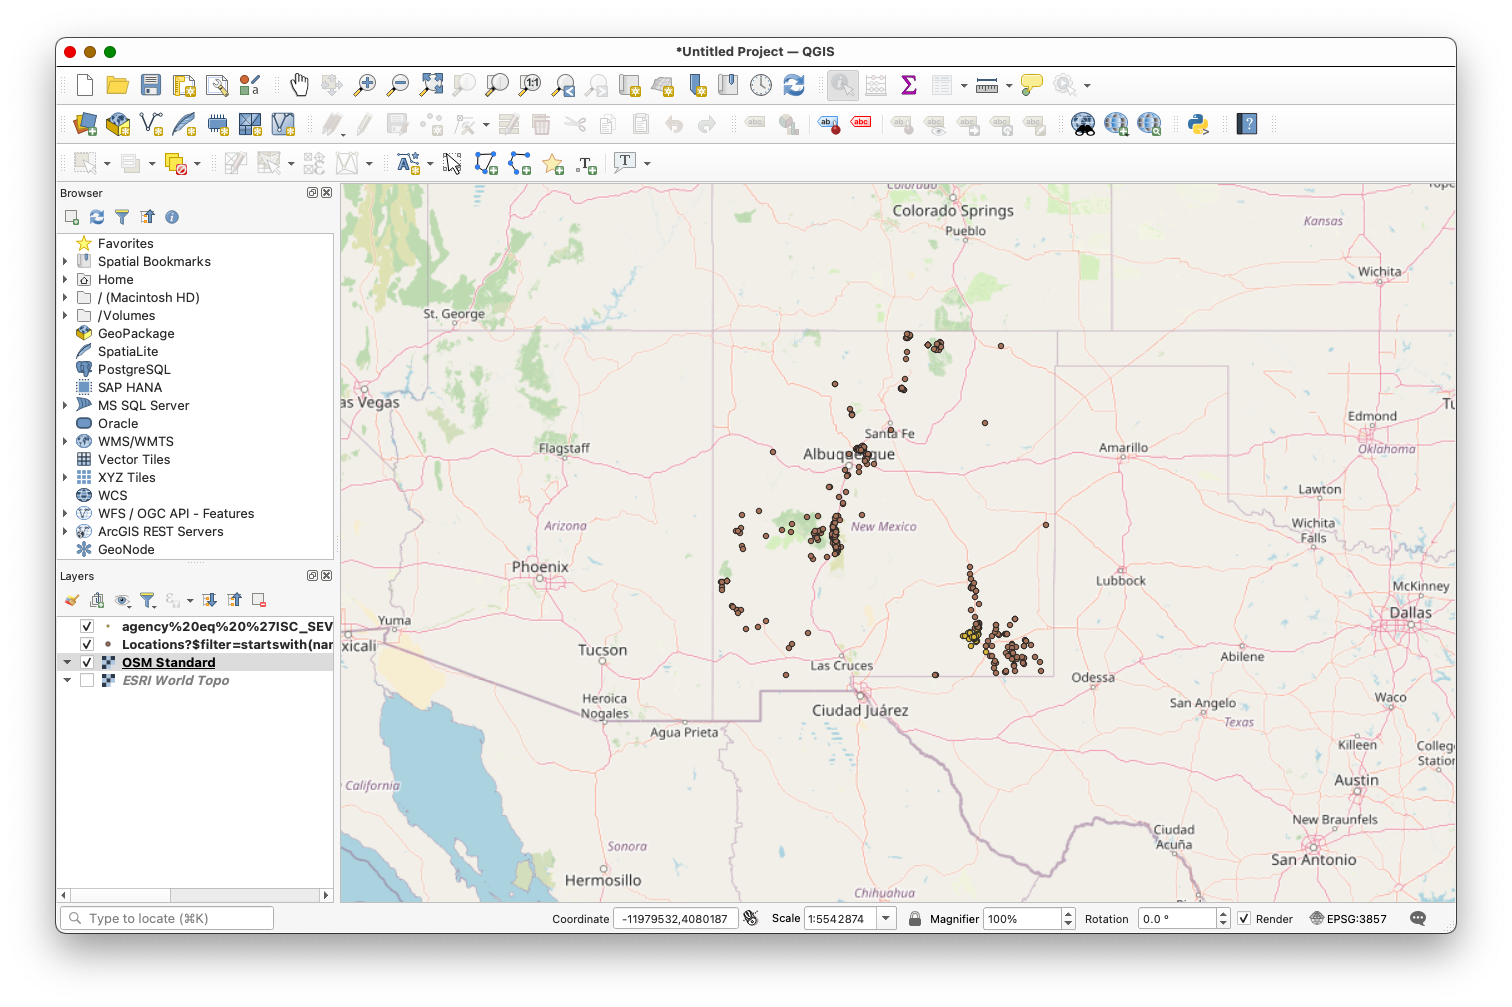 *Untitled Project — QGIS
Browser
Favorites
Spatial Bookmarks
Home
/ (Macintosh HD)
/Volumes
GeoPackage
SpatiaLite
PostgreSQL
SAP HANA
MS SQL Server
Oracle
WMS/WMTS
Vector Tiles
XYZ Tiles
WCS
WFS / OGC API - Features
ArcGIS REST Servers
GeoNode
Layers
agency%20eq%20%27ISC_SEV
Locations?$filter=startswith(nar
OSM Standard
ESRI World Topo
Colorado
Colorado Springs
Pueblo
Kansas
Wichita
St. George
as Vegas
Edmond
Oklahoma
Flagstaff
Santa Fe
Albuquerque
Amarillo
Lawton
Wichita
Falls
Arizona
New Mexico
Phoenix
Lubbock
McKinney
Dallas
Yuma
xicali
Tucson
Las Cruces
Abilene
Odessa
Heroica
Nogales
Ciudad Juárez
San Angelo
Waco
Texas
Agua Prieta
Killeen
College
Station
California
Austin
New Braunfels
Ciudad
Acuña
San Antonio
Sonora
Hermosillo
Chihuahua
Type to locate (⌘K)
Coordinate -11979532,4080187 Scale 1:5542874 Magnifier 100% Rotation 0.0 ° Render EPSG:3857